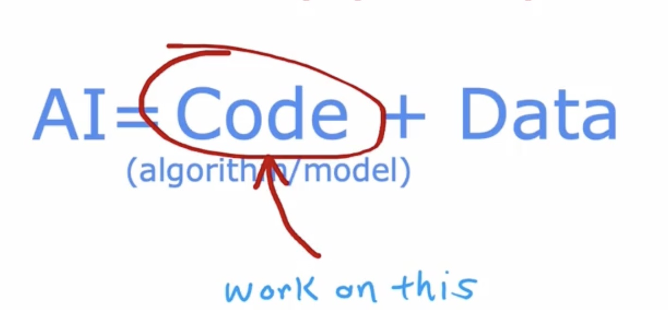 AI= Code + Data
(algorithm/model)
work on this